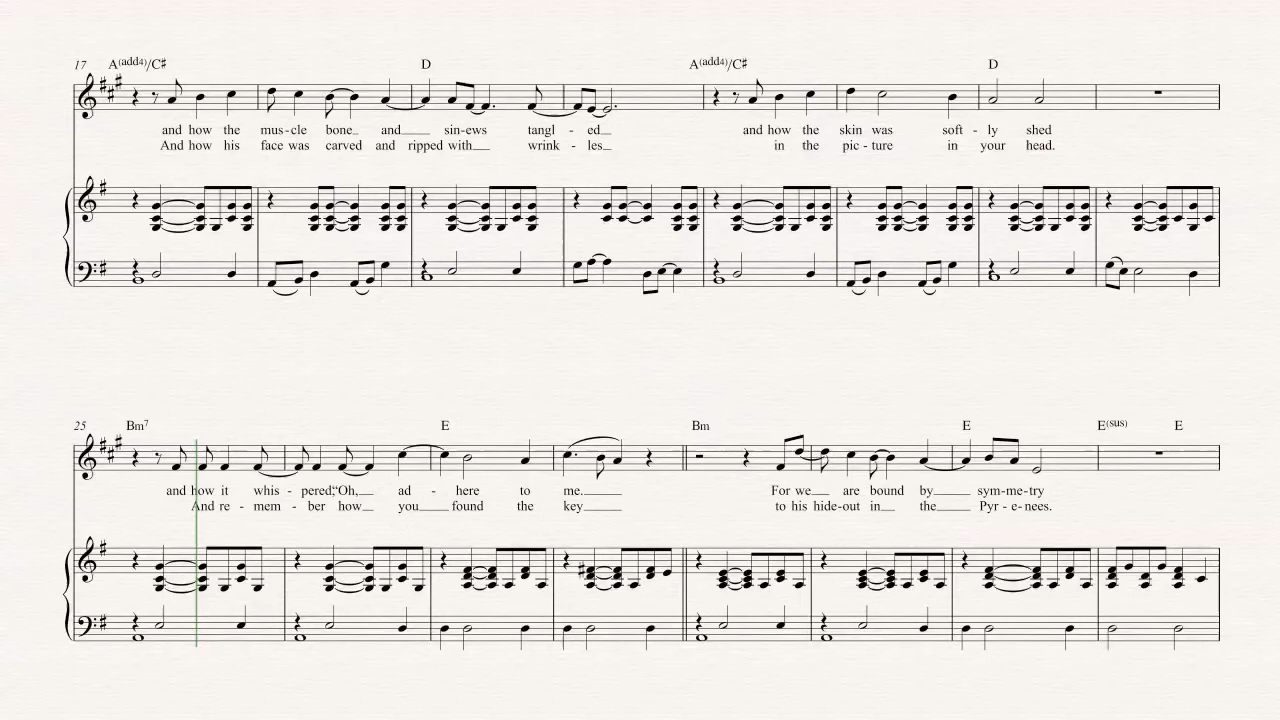 17 A(add4)/C♯ D A(add4)/C♯ D
and how the mus-cle bone and sin-ews tangl - ed and how the skin was soft - ly shed
And how his face was carved and ripped with wrink - les in the pic - ture in your head.
25 Bm7 E Bm E E(sus) E
and how it whis - pered;“Oh, ad - here to me. For we are bound by sym-me-try
And re - mem - ber how you found the key to his hide-out in the Pyr - e-nees.